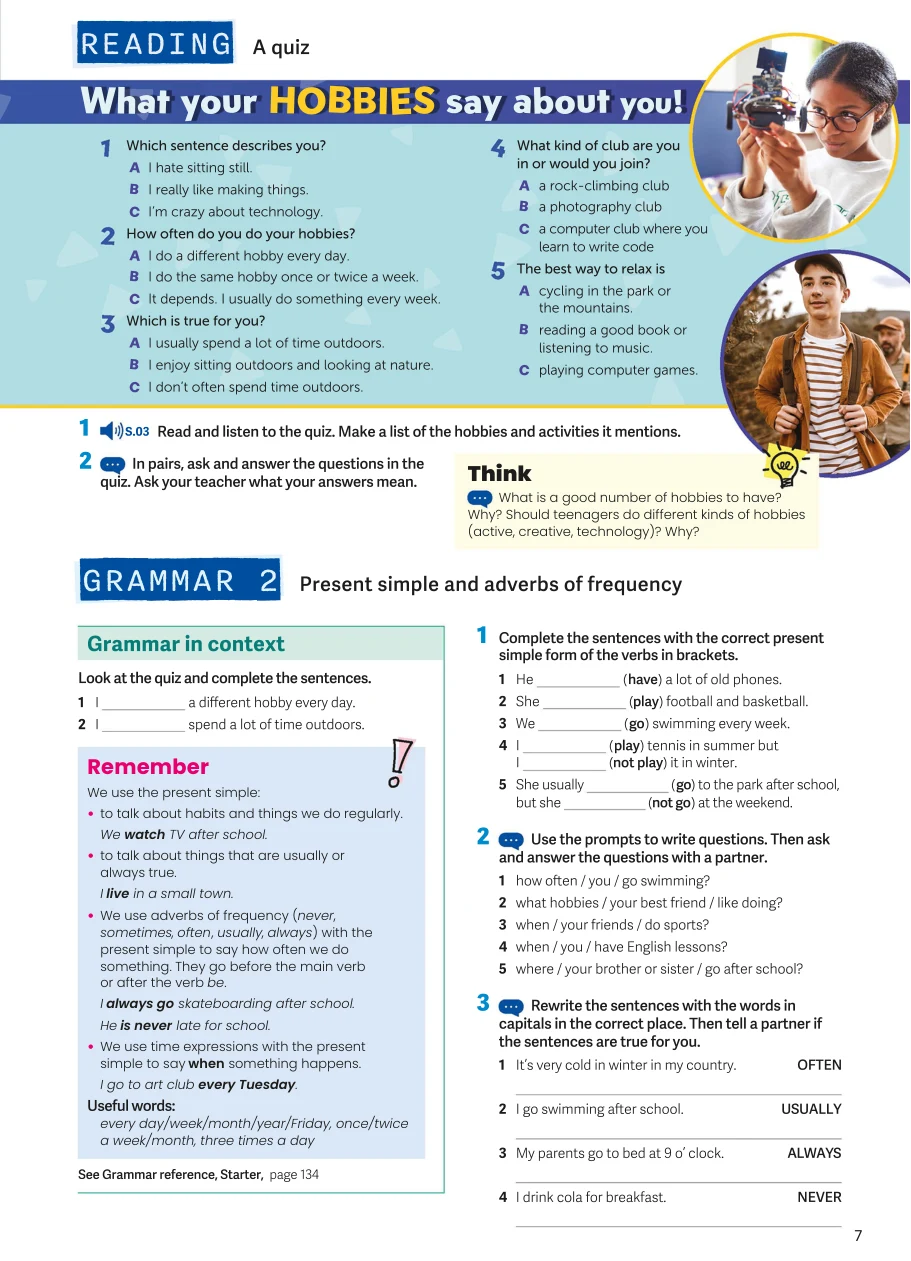 READING A quiz
What your HOBBIES say about you!
1 Which sentence describes you?
A I hate sitting still.
B I really like making things.
C I'm crazy about technology.
2 How often do you do your hobbies?
A I do a different hobby every day.
B I do the same hobby once or twice a week.
C It depends. I usually do something every week.
3 Which is true for you?
A I usually spend a lot of time outdoors.
B I enjoy sitting outdoors and looking at nature.
C I don't often spend time outdoors.
4 What kind of club are you
in or would you join?
A a rock-climbing club
B a photography club
C a computer club where you
learn to write code
5 The best way to relax is
A cycling in the park or
the mountains.
B reading a good book or
listening to music.
C playing computer games.
1 S.03 Read and listen to the quiz. Make a list of the hobbies and activities it mentions.
2 In pairs, ask and answer the questions in the
quiz. Ask your teacher what your answers mean.
Think
What is a good number of hobbies to have?
Why? Should teenagers do different kinds of hobbies
(active, creative, technology)? Why?
GRAMMAR 2 Present simple and adverbs of frequency
Grammar in context
Look at the quiz and complete the sentences.
1 I ____________ a different hobby every day.
2 I ____________ spend a lot of time outdoors.
Remember
!
We use the present simple:
• to talk about habits and things we do regularly.
We watch TV after school.
• to talk about things that are usually or
always true.
I live in a small town.
• We use adverbs of frequency (never,
sometimes, often, usually, always) with the
present simple to say how often we do
something. They go before the main verb
or after the verb be.
I always go skateboarding after school.
He is never late for school.
• We use time expressions with the present
simple to say when something happens.
I go to art club every Tuesday.
Useful words:
every day/week/month/year/Friday, once/twice
a week/month, three times a day
See Grammar reference, Starter, page 134
1 Complete the sentences with the correct present
simple form of the verbs in brackets.
1 He ____________ (have) a lot of old phones.
2 She ____________ (play) football and basketball.
3 We ____________ (go) swimming every week.
4 I ____________ (play) tennis in summer but
I ____________ (not play) it in winter.
5 She usually ____________ (go) to the park after school,
but she ____________ (not go) at the weekend.
2 Use the prompts to write questions. Then ask
and answer the questions with a partner.
1 how often / you / go swimming?
2 what hobbies / your best friend / like doing?
3 when / your friends / do sports?
4 when / you / have English lessons?
5 where / your brother or sister / go after school?
3 Rewrite the sentences with the words in
capitals in the correct place. Then tell a partner if
the sentences are true for you.
1 It's very cold in winter in my country. OFTEN
2 I go swimming after school. USUALLY
3 My parents go to bed at 9 o' clock. ALWAYS
4 I drink cola for breakfast. NEVER
7